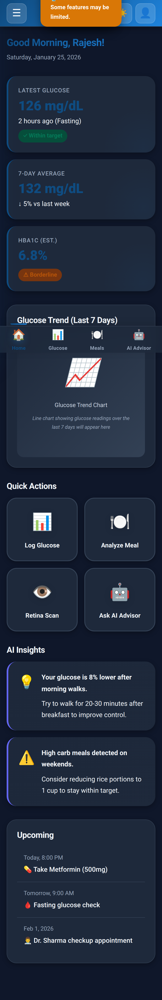 Some features may be
limited.
Good Morning, Rajesh!
Saturday, January 25, 2026
LATEST GLUCOSE
126 mg/dL
2 hours ago (Fasting)
✓ Within target
7-DAY AVERAGE
132 mg/dL
↓ 5% vs last week
HBA1C (EST.)
6.8%
⚠ Borderline
Glucose Trend (Last 7 Days)
Home
Glucose
Meals
AI Advisor
Glucose Trend Chart
Line chart showing glucose readings over the
last 7 days will appear here
Quick Actions
Log Glucose
Analyze Meal
Retina Scan
Ask AI Advisor
AI Insights
Your glucose is 8% lower after
morning walks.
Try to walk for 20-30 minutes after
breakfast to improve control.
High carb meals detected on
weekends.
Consider reducing rice portions to
1 cup to stay within target.
Upcoming
Today, 8:00 PM
💊 Take Metformin (500mg)
Tomorrow, 9:00 AM
🩸 Fasting glucose check
Feb 1, 2026
👨‍⚕️ Dr. Sharma checkup appointment